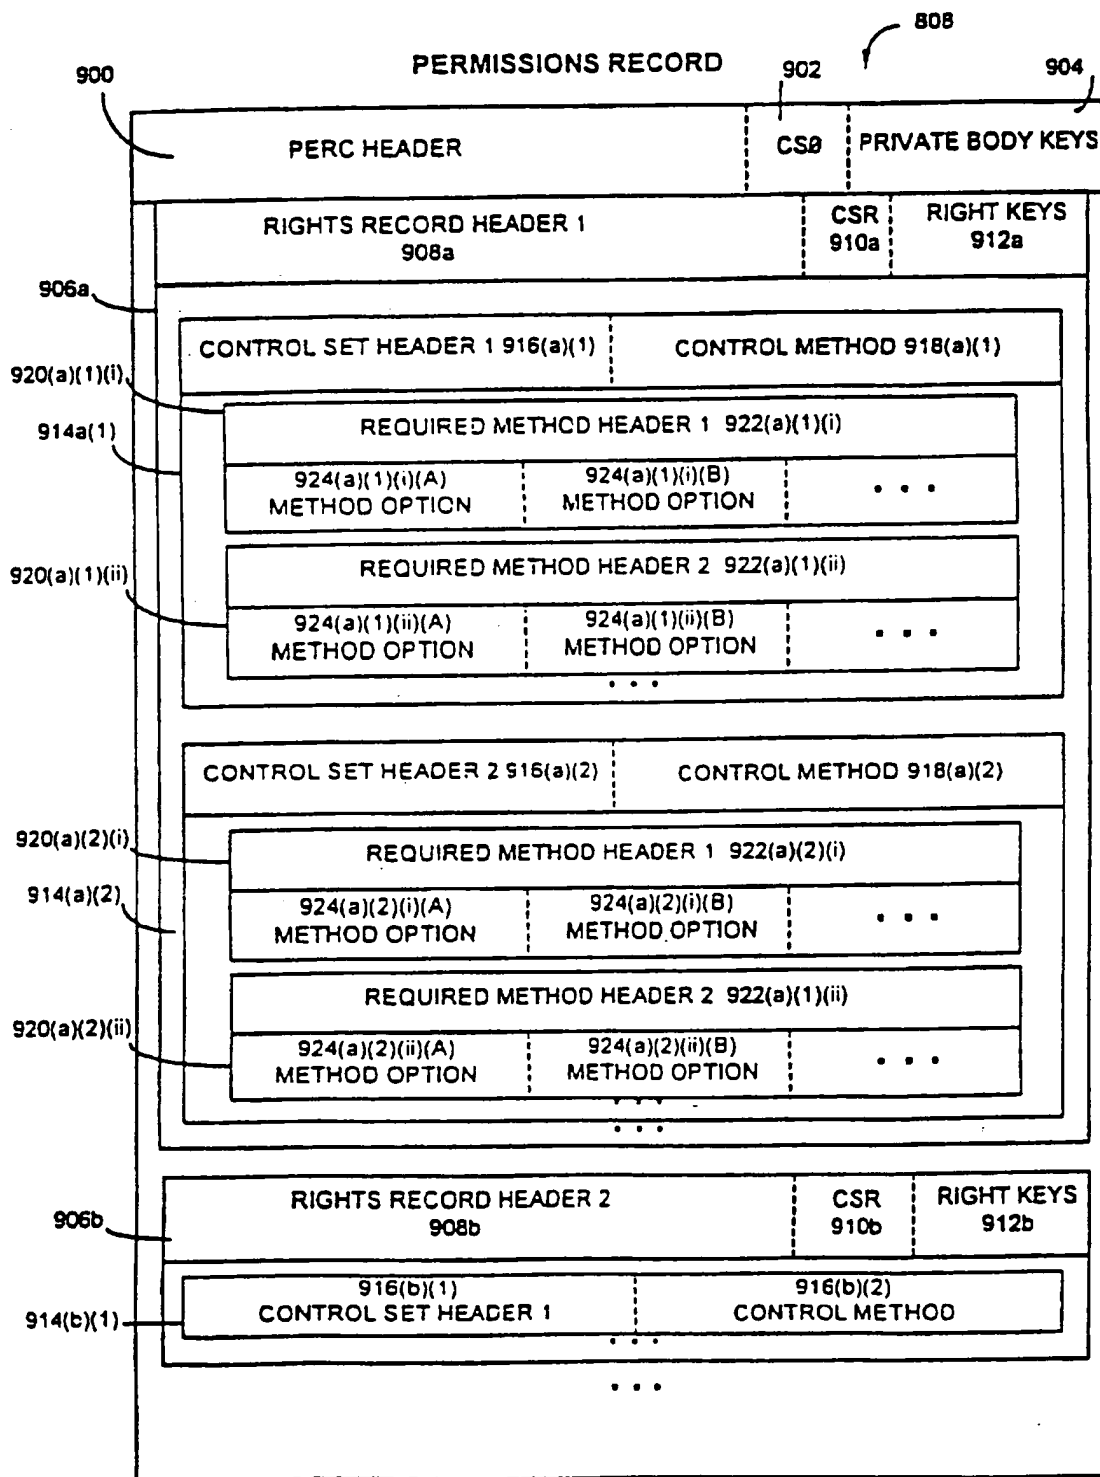 808
PERMISSIONS RECORD
900
902
904
PERC HEADER
CS0
PRIVATE BODY KEYS
RIGHTS RECORD HEADER 1
908a
CSR
910a
RIGHT KEYS
912a
906a
CONTROL SET HEADER 1 916(a)(1)
CONTROL METHOD 918(a)(1)
920(a)(1)(i)
REQUIRED METHOD HEADER 1 922(a)(1)(i)
914a(1)
924(a)(1)(i)(A)
METHOD OPTION
924(a)(1)(i)(B)
METHOD OPTION
• • •
REQUIRED METHOD HEADER 2 922(a)(1)(ii)
920(a)(1)(ii)
924(a)(1)(ii)(A)
METHOD OPTION
924(a)(1)(ii)(B)
METHOD OPTION
• • •
• • •
CONTROL SET HEADER 2 916(a)(2)
CONTROL METHOD 918(a)(2)
920(a)(2)(i)
REQUIRED METHOD HEADER 1 922(a)(2)(i)
914(a)(2)
924(a)(2)(i)(A)
METHOD OPTION
924(a)(2)(i)(B)
METHOD OPTION
• • •
REQUIRED METHOD HEADER 2 922(a)(1)(ii)
920(a)(2)(ii)
924(a)(2)(ii)(A)
METHOD OPTION
924(a)(2)(ii)(B)
METHOD OPTION
• • •
• • •
• • •
RIGHTS RECORD HEADER 2
908b
CSR
910b
RIGHT KEYS
912b
906b
916(b)(1)
CONTROL SET HEADER 1
916(b)(2)
CONTROL METHOD
914(b)(1)
• • •
• • •